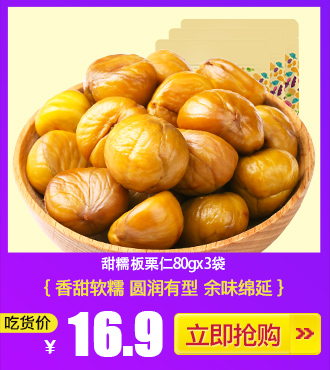 甜糯板栗仁80gx3袋
{ 香甜软糯 圆润有型 余味绵延 }
吃货价
¥ 16.9
立即抢购 >>